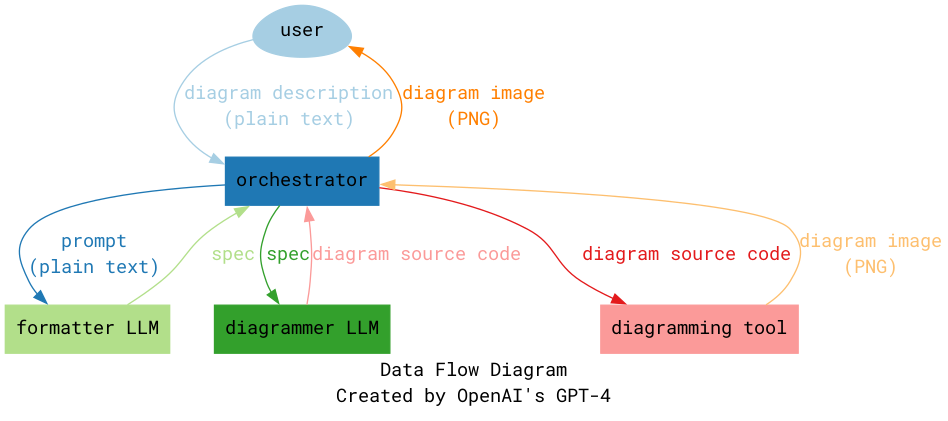 user
diagram description
(plain text)
diagram image
(PNG)
orchestrator
prompt
(plain text)
spec
spec
diagram source code
diagram source code
diagram image
(PNG)
formatter LLM
diagrammer LLM
diagramming tool
Data Flow Diagram
Created by OpenAI's GPT-4